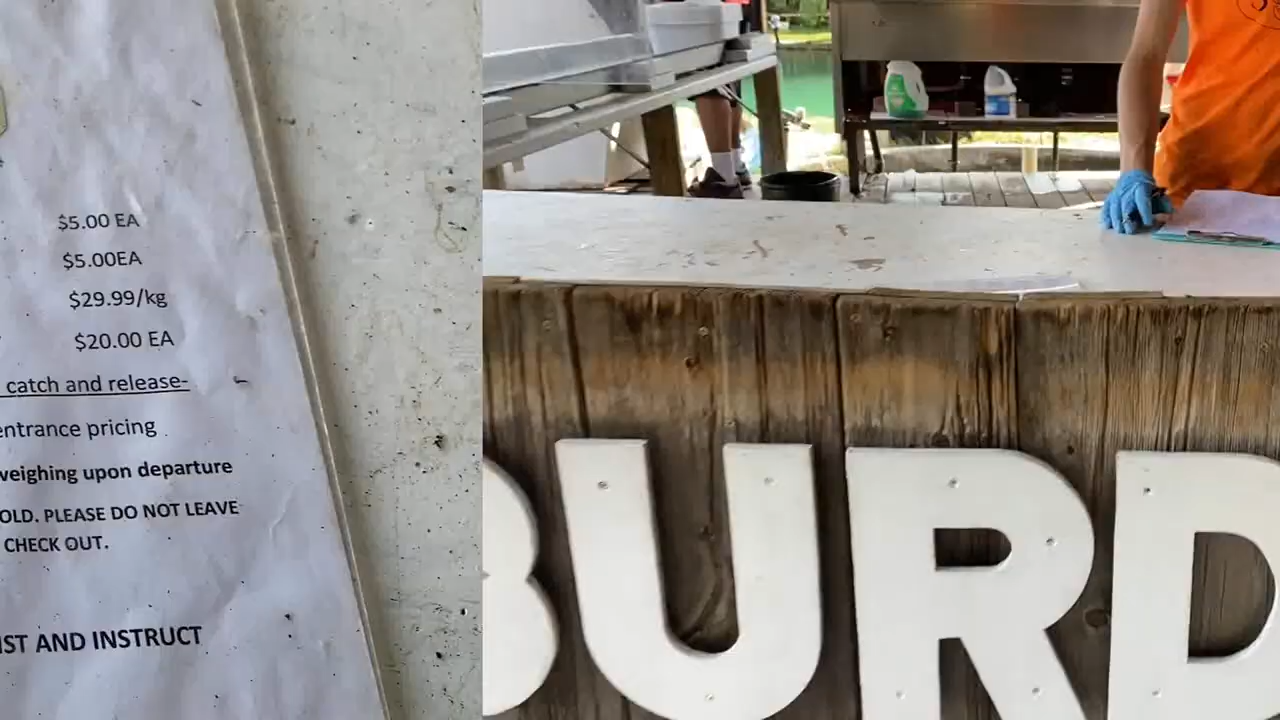 $5.00 EA
$5.00EA
$29.99/kg
$20.00 EA
catch and release-
entrance pricing
weighing upon departure
OLD. PLEASE DO NOT LEAVE
CHECK OUT.
IST AND INSTRUCT
BURD